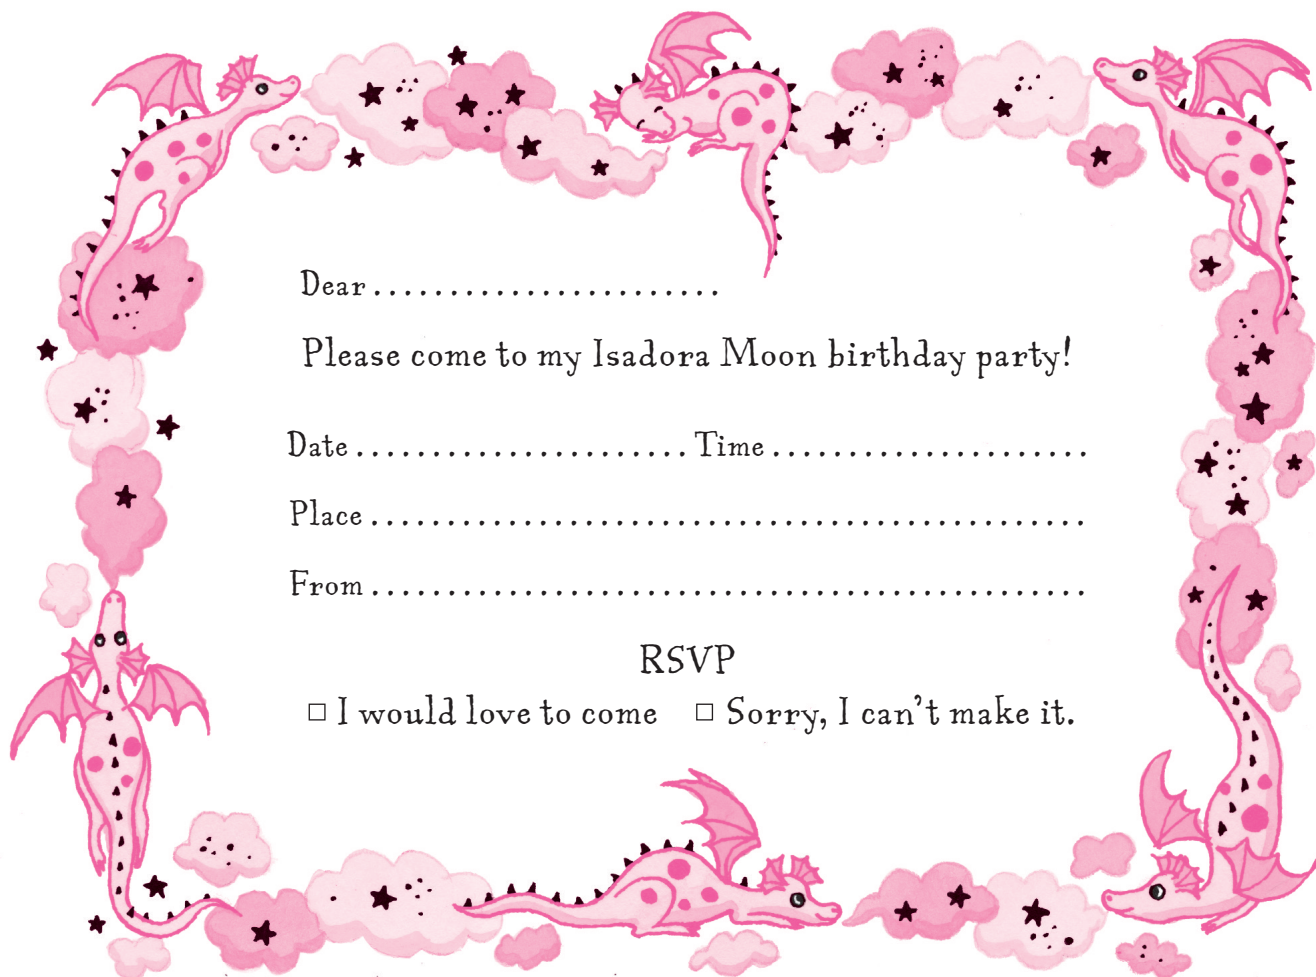 Dear.......................
Please come to my Isadora Moon birthday party!
Date...................... Time.....................
Place...............................................
From...............................................
RSVP
□ I would love to come □ Sorry, I can't make it.